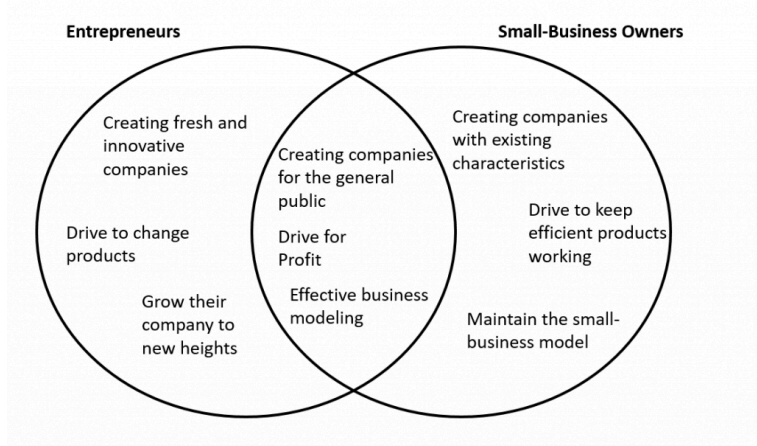 Entrepreneurs
Small-Business Owners
Creating fresh and
innovative
companies
Drive to change
products
Grow their
company to
new heights
Creating companies
for the general
public
Drive for
Profit
Effective business
modeling
Creating companies
with existing
characteristics
Drive to keep
efficient products
working
Maintain the small-
business model